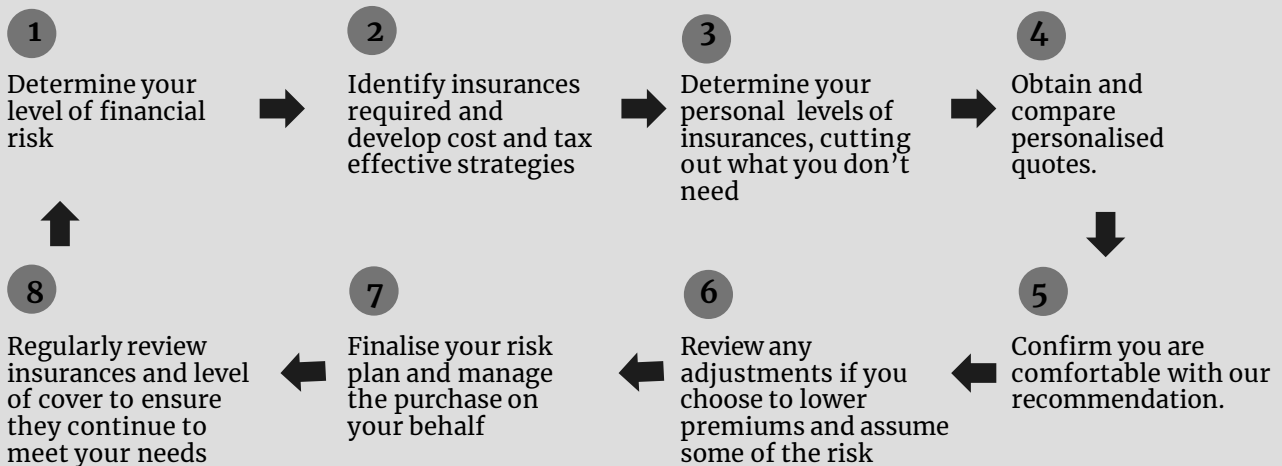 1
Determine your
level of financial
risk
2
Identify insurances
required and
develop cost and tax
effective strategies
3
Determine your
personal levels of
insurances, cutting
out what you don’t
need
4
Obtain and
compare
personalised
quotes.
8
Regularly review
insurances and level
of cover to ensure
they continue to
meet your needs
7
Finalise your risk
plan and manage
the purchase on
your behalf
6
Review any
adjustments if you
choose to lower
premiums and assume
some of the risk
5
Confirm you are
comfortable with our
recommendation.